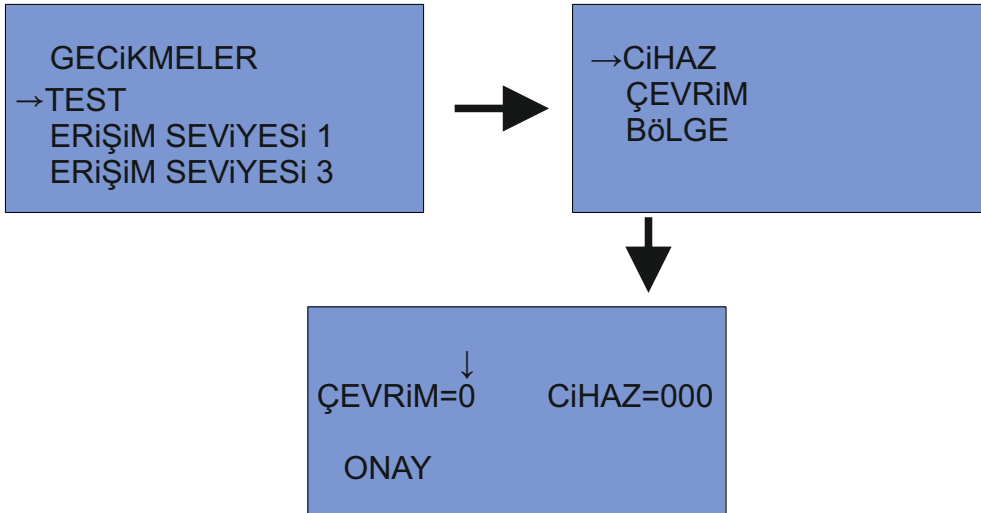 GECiKMELER
→TEST
ERiŞiM SEViYESi 1
ERiŞiM SEViYESi 3
→CiHAZ
ÇEVRiM
BöLGE
↓
ÇEVRiM=0 CiHAZ=000
ONAY